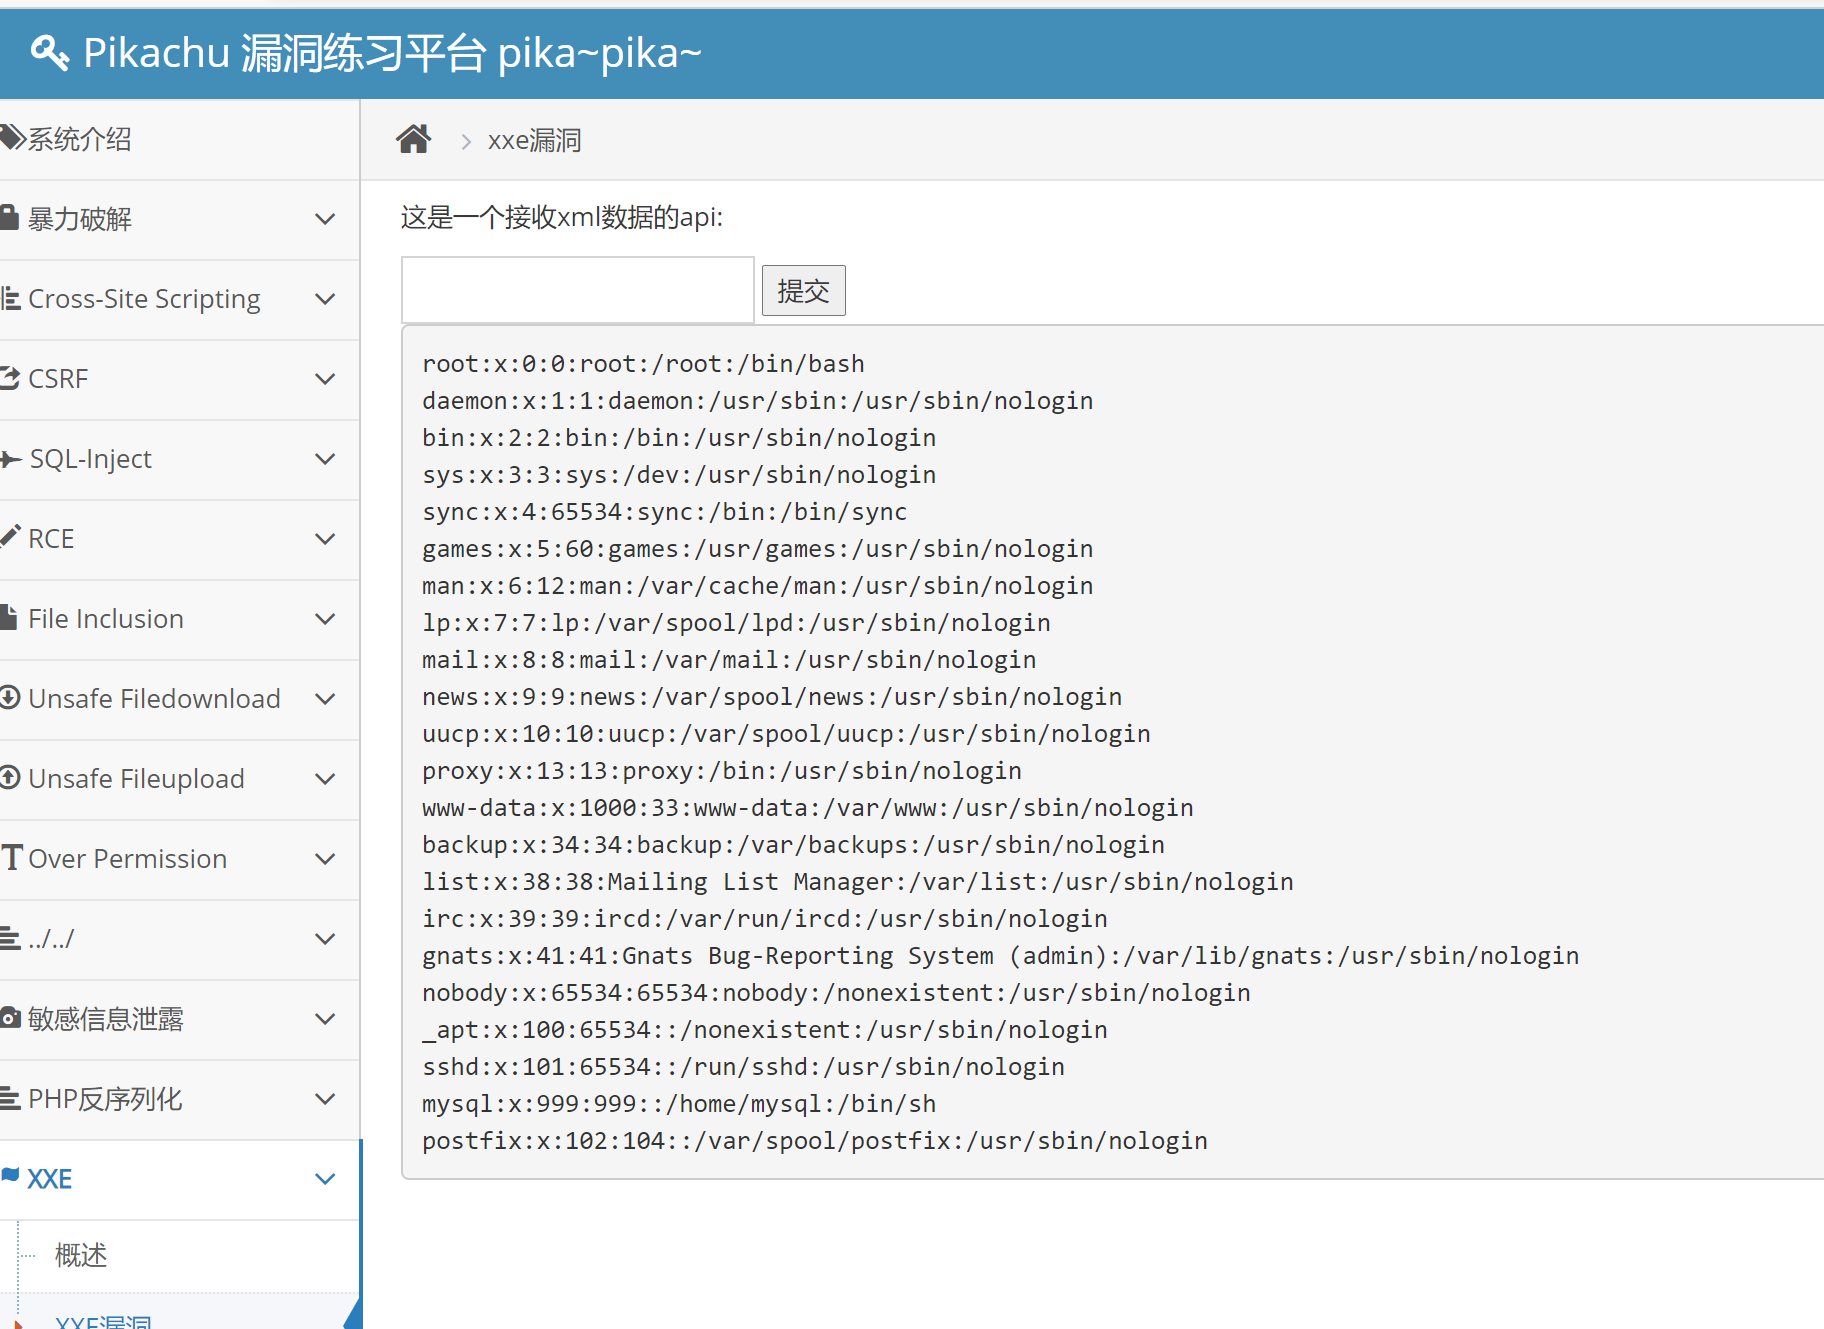 Pikachu 漏洞练习平台 pika~pika~
系统介绍
xxe漏洞
暴力破解
这是一个接收xml数据的api:
Cross-Site Scripting
提交
CSRF
SQL-Inject
RCE
File Inclusion
Unsafe Filedownload
Unsafe Fileupload
Over Permission
../../
敏感信息泄露
PHP反序列化
XXE
概述
XXE漏洞
root:x:0:0:root:/root:/bin/bash
daemon:x:1:1:daemon:/usr/sbin:/usr/sbin/nologin
bin:x:2:2:bin:/bin:/usr/sbin/nologin
sys:x:3:3:sys:/dev:/usr/sbin/nologin
sync:x:4:65534:sync:/bin:/bin/sync
games:x:5:60:games:/usr/games:/usr/sbin/nologin
man:x:6:12:man:/var/cache/man:/usr/sbin/nologin
lp:x:7:7:lp:/var/spool/lpd:/usr/sbin/nologin
mail:x:8:8:mail:/var/mail:/usr/sbin/nologin
news:x:9:9:news:/var/spool/news:/usr/sbin/nologin
uucp:x:10:10:uucp:/var/spool/uucp:/usr/sbin/nologin
proxy:x:13:13:proxy:/bin:/usr/sbin/nologin
www-data:x:1000:33:www-data:/var/www:/usr/sbin/nologin
backup:x:34:34:backup:/var/backups:/usr/sbin/nologin
list:x:38:38:Mailing List Manager:/var/list:/usr/sbin/nologin
irc:x:39:39:ircd:/var/run/ircd:/usr/sbin/nologin
gnats:x:41:41:Gnats Bug-Reporting System (admin):/var/lib/gnats:/usr/sbin/nologin
nobody:x:65534:65534:nobody:/nonexistent:/usr/sbin/nologin
_apt:x:100:65534::/nonexistent:/usr/sbin/nologin
sshd:x:101:65534::/run/sshd:/usr/sbin/nologin
mysql:x:999:999::/home/mysql:/bin/sh
postfix:x:102:104::/var/spool/postfix:/usr/sbin/nologin